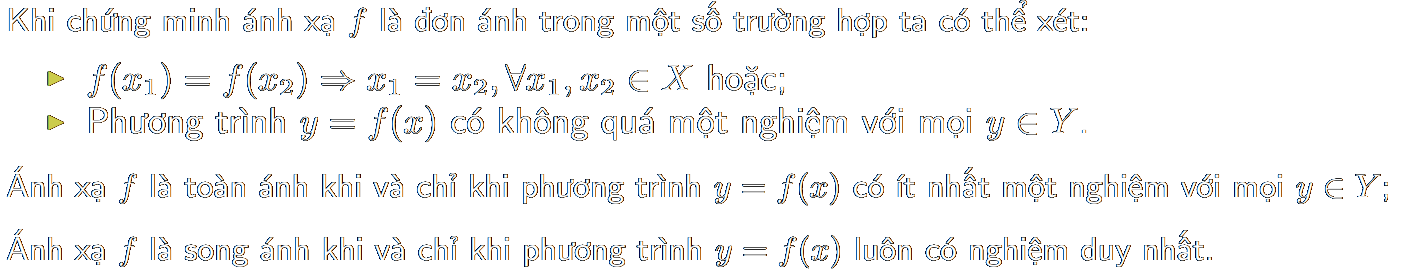 Khi chứng minh ánh xạ f là đơn ánh trong một số trường hợp ta có thể xét:
f(x₁) = f(x₂) ⇒ x₁ = x₂, ∀x₁, x₂ ∈ X hoặc;
Phương trình y = f(x) có không quá một nghiệm với mọi y ∈ Y.
Ánh xạ f là toàn ánh khi và chỉ khi phương trình y = f(x) có ít nhất một nghiệm với mọi y ∈ Y;
Ánh xạ f là song ánh khi và chỉ khi phương trình y = f(x) luôn có nghiệm duy nhất.